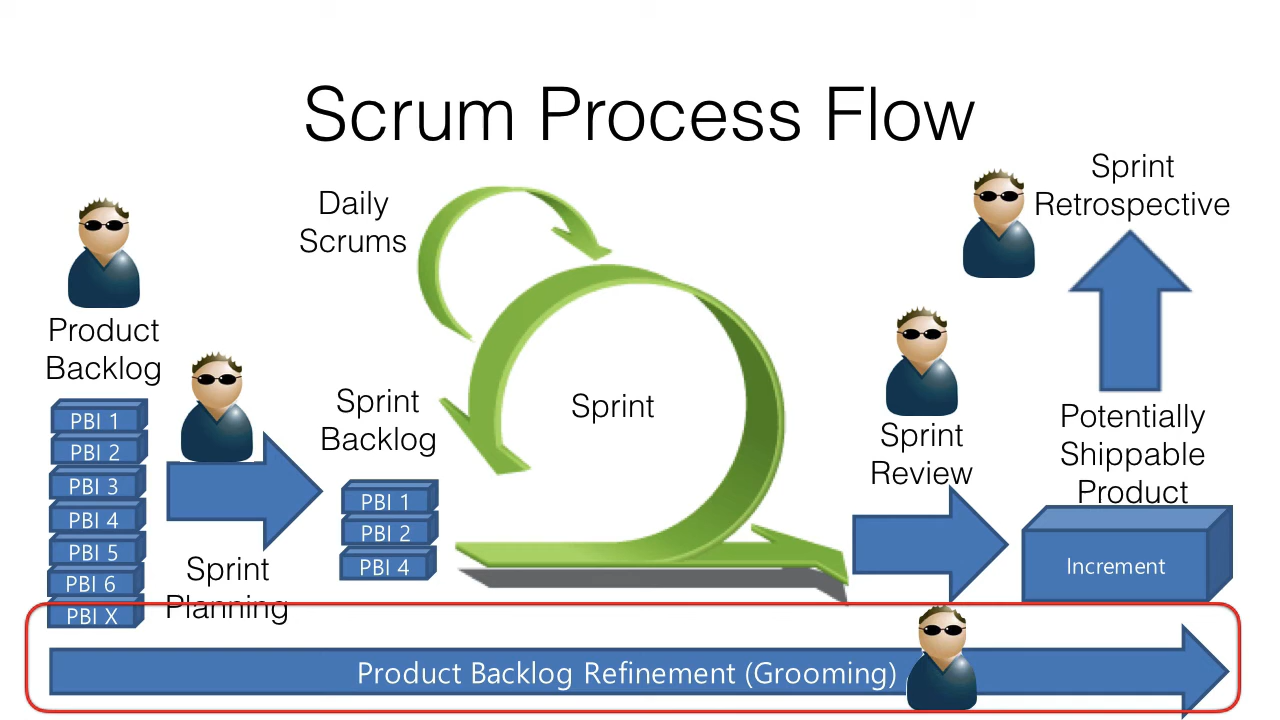 Scrum Process Flow
Daily
Scrums
Sprint
Retrospective
Product
Backlog
PBI 1
PBI 2
PBI 3
PBI 4
PBI 5
PBI 6
PBI X
Sprint
Planning
Sprint
Backlog
PBI 1
PBI 2
PBI 4
Sprint
Sprint
Review
Potentially
Shippable
Product
Increment
Product Backlog Refinement (Grooming)